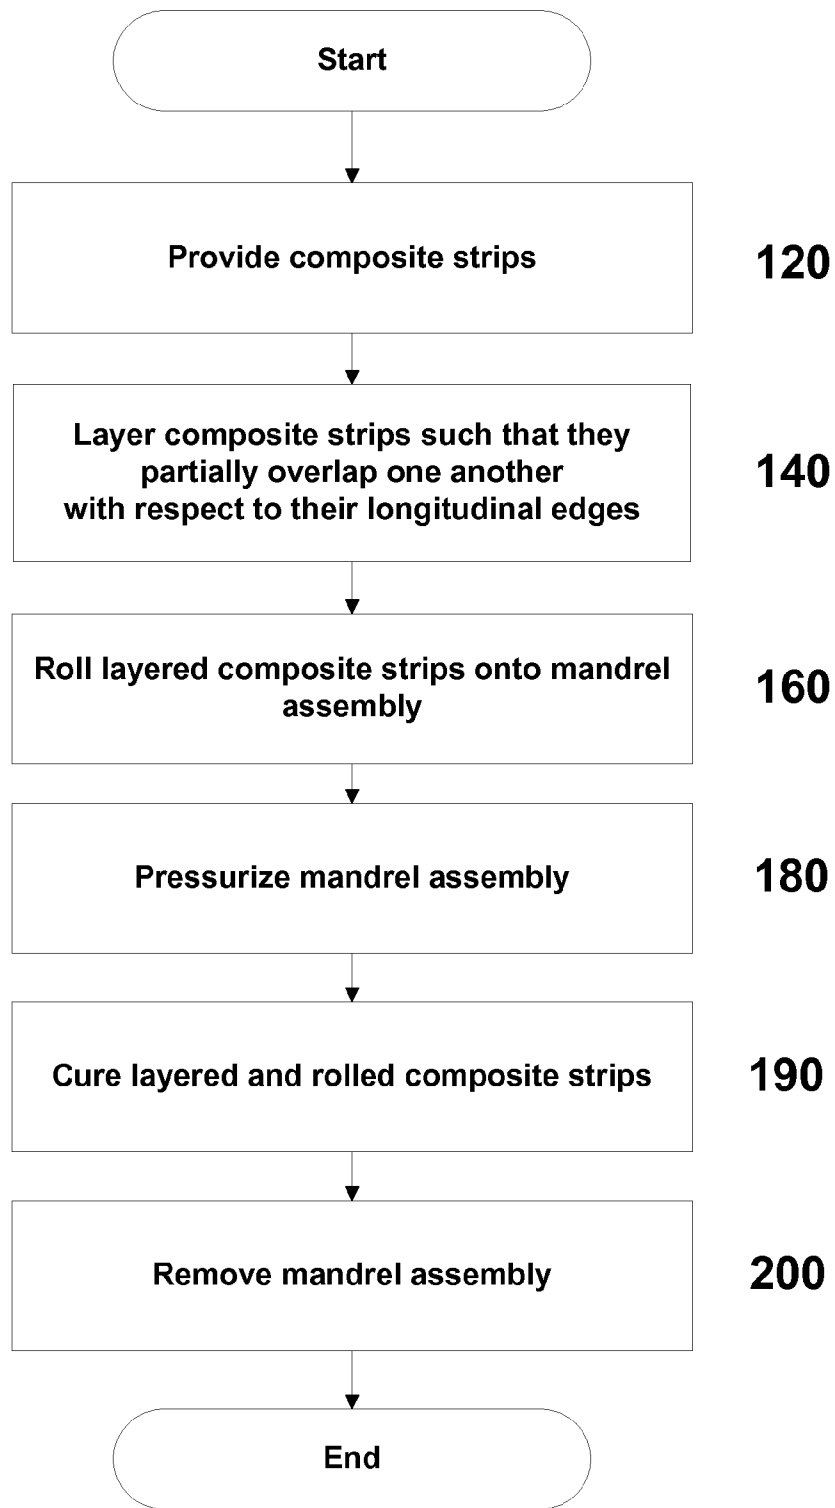 Start
Provide composite strips
120
Layer composite strips such that they
partially overlap one another
with respect to their longitudinal edges
140
Roll layered composite strips onto mandrel
assembly
160
Pressurize mandrel assembly
180
Cure layered and rolled composite strips
190
Remove mandrel assembly
200
End